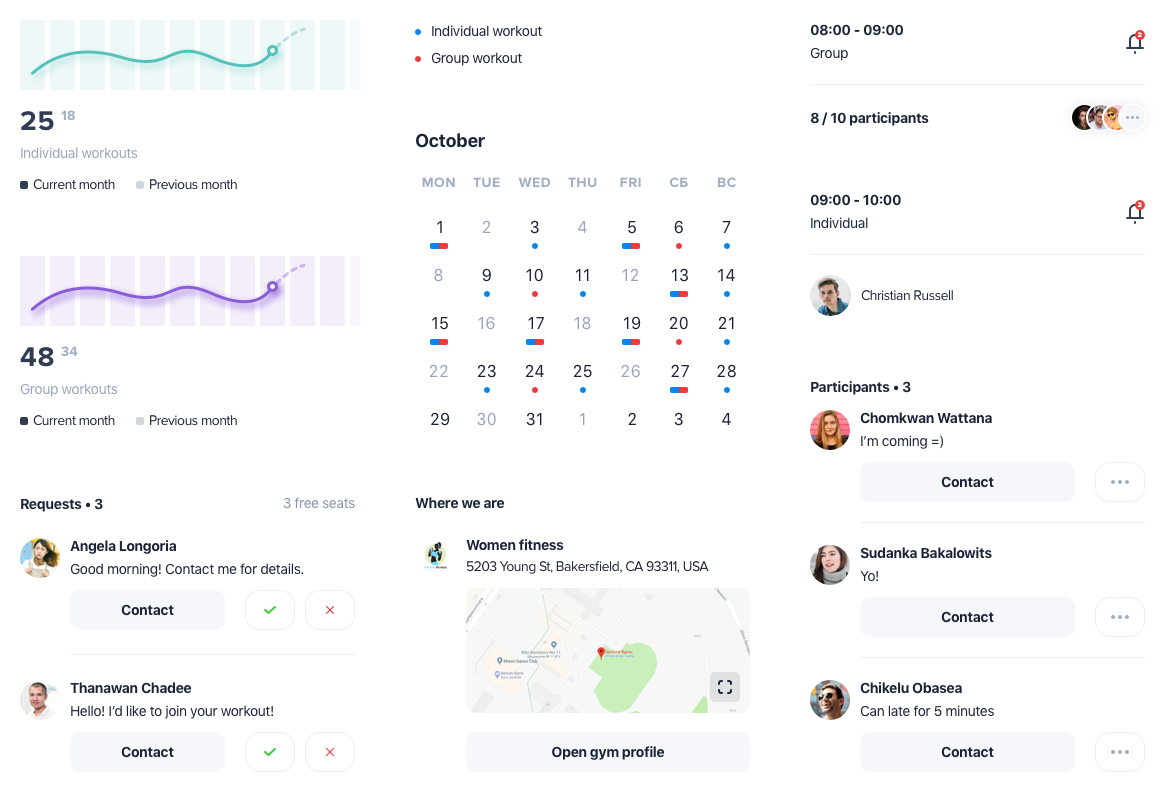 25 18
Individual workouts
Current month
Previous month
48 34
Group workouts
Current month
Previous month
Requests • 3
3 free seats
Angela Longoria
Good morning! Contact me for details.
Contact
Thanawan Chadee
Hello! I'd like to join your workout!
Contact
Individual workout
Group workout
October
MON TUE WED THU FRI СБ ВС
1 2 3 4 5 6 7
8 9 10 11 12 13 14
15 16 17 18 19 20 21
22 23 24 25 26 27 28
29 30 31 1 2 3 4
Where we are
Women fitness
5203 Young St, Bakersfield, CA 93311, USA
Miami Dance Club
Open gym profile
08:00 - 09:00
Group
2
8 / 10 participants
09:00 - 10:00
Individual
2
Christian Russell
Participants • 3
Chomkwan Wattana
I'm coming =)
Contact
Sudanka Bakalowits
Yo!
Contact
Chikelu Obasea
Can late for 5 minutes
Contact